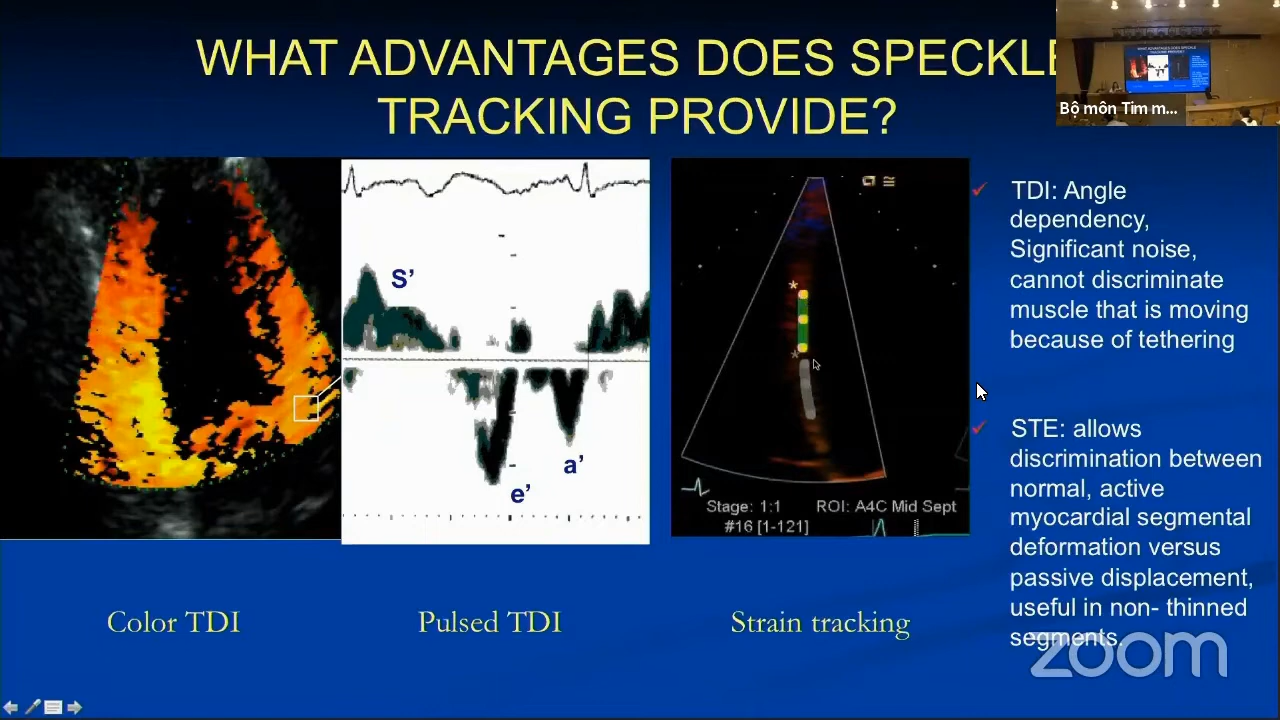 WHAT ADVANTAGES DOES SPECKLE
TRACKING PROVIDE?
Bộ môn Tim m...
S’
e’
a’
Stage: 1:1 ROI: A4C Mid Sept
#16 [1-121]
Color TDI
Pulsed TDI
Strain tracking
TDI: Angle
dependency,
Significant noise,
cannot discriminate
muscle that is moving
because of tethering
STE: allows
discrimination between
normal, active
myocardial segmental
deformation versus
passive displacement,
useful in non- thinned
segments.
zoom